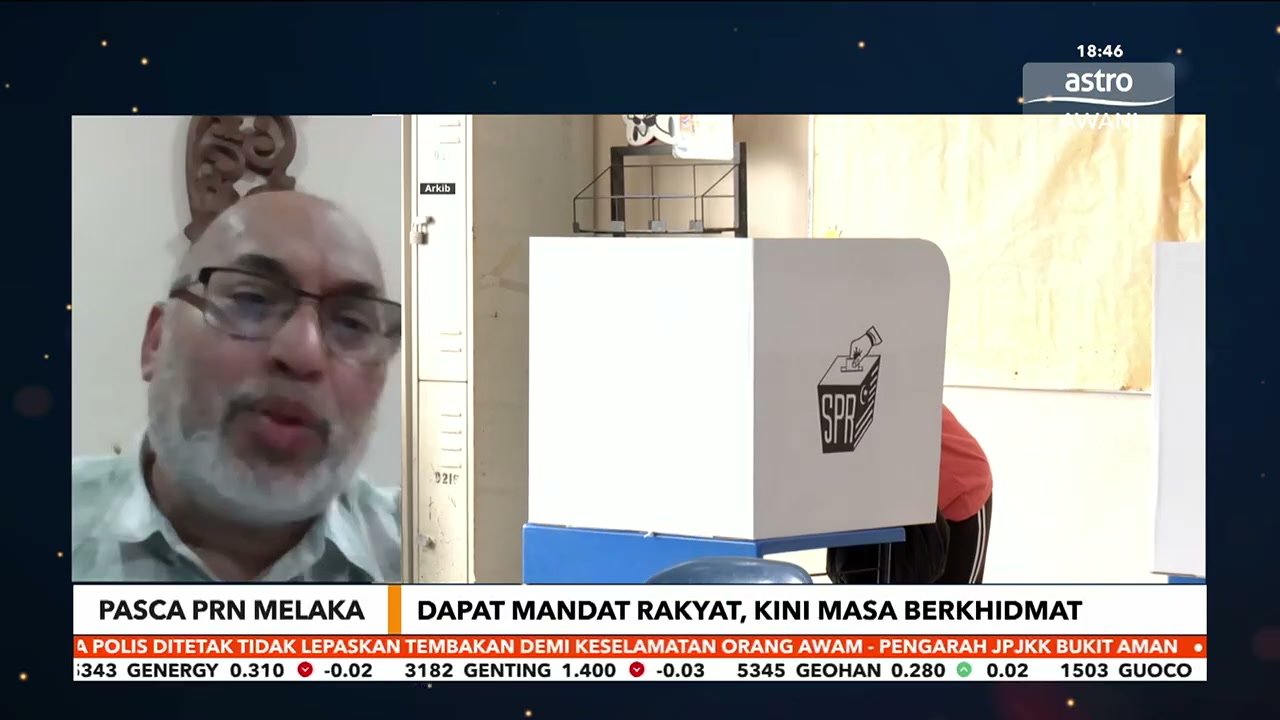 18:46
astro
AWANI
Arkib
SPR
0216
PASCA PRN MELAKA
DAPAT MANDAT RAKYAT, KINI MASA BERKHIDMAT
A POLIS DITETAK TIDAK LEPASKAN TEMBAKAN DEMI KESELAMATAN ORANG AWAM - PENGARAH JPJKK BUKIT AMAN
5343 GENERGY 0.310 -0.02 3182 GENTING 1.400 -0.03 5345 GEOHAN 0.280 0.02 1503 GUOCO